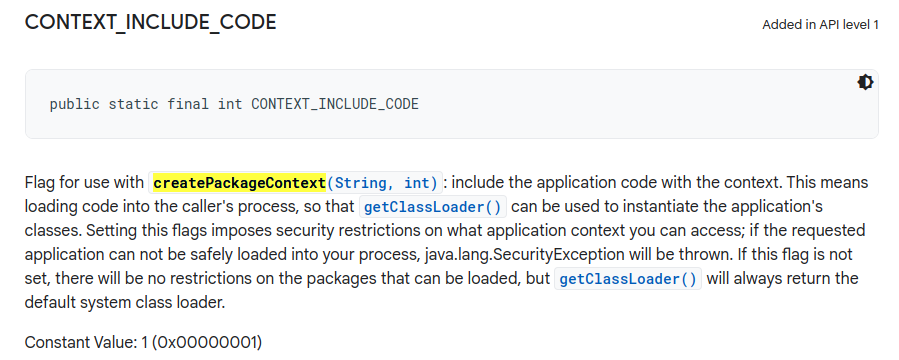 CONTEXT_INCLUDE_CODE
Added in API level 1
public static final int CONTEXT_INCLUDE_CODE
Flag for use with createPackageContext(String, int): include the application code with the context. This means
loading code into the caller's process, so that getClassLoader() can be used to instantiate the application's
classes. Setting this flags imposes security restrictions on what application context you can access; if the requested
application can not be safely loaded into your process, java.lang.SecurityException will be thrown. If this flag is not
set, there will be no restrictions on the packages that can be loaded, but getClassLoader() will always return the
default system class loader.
Constant Value: 1 (0x00000001)